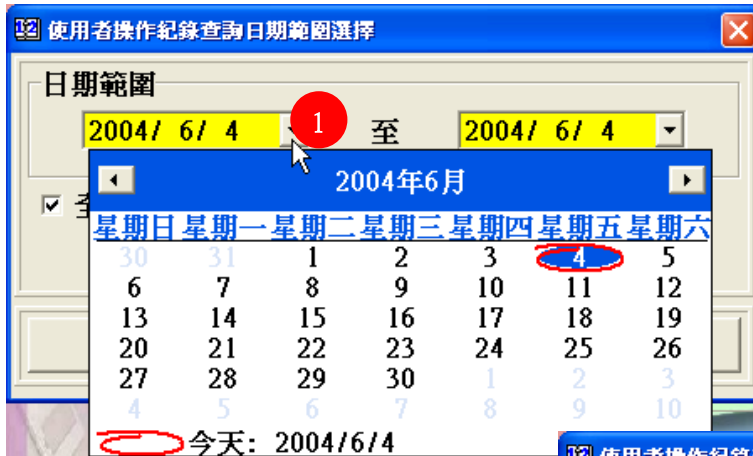 使用者操作紀錄查詢日期範圍選擇
日期範圍
2004/ 6/ 4 1 至 2004/ 6/ 4
2004年6月
星期日 星期一 星期二 星期三 星期四 星期五 星期六
30 31 1 2 3 4 5
6 7 8 9 10 11 12
13 14 15 16 17 18 19
20 21 22 23 24 25 26
27 28 29 30 1 2 3
4 5 6 7 8 9 10
今天: 2004/6/4
使用者操作紀錄